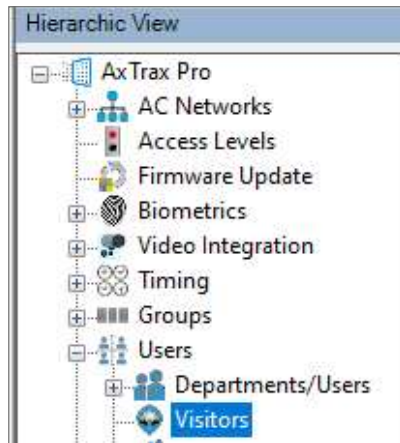 Hierarchic View
AxTrax Pro
AC Networks
Access Levels
Firmware Update
Biometrics
Video Integration
Timing
Groups
Users
Departments/Users
Visitors